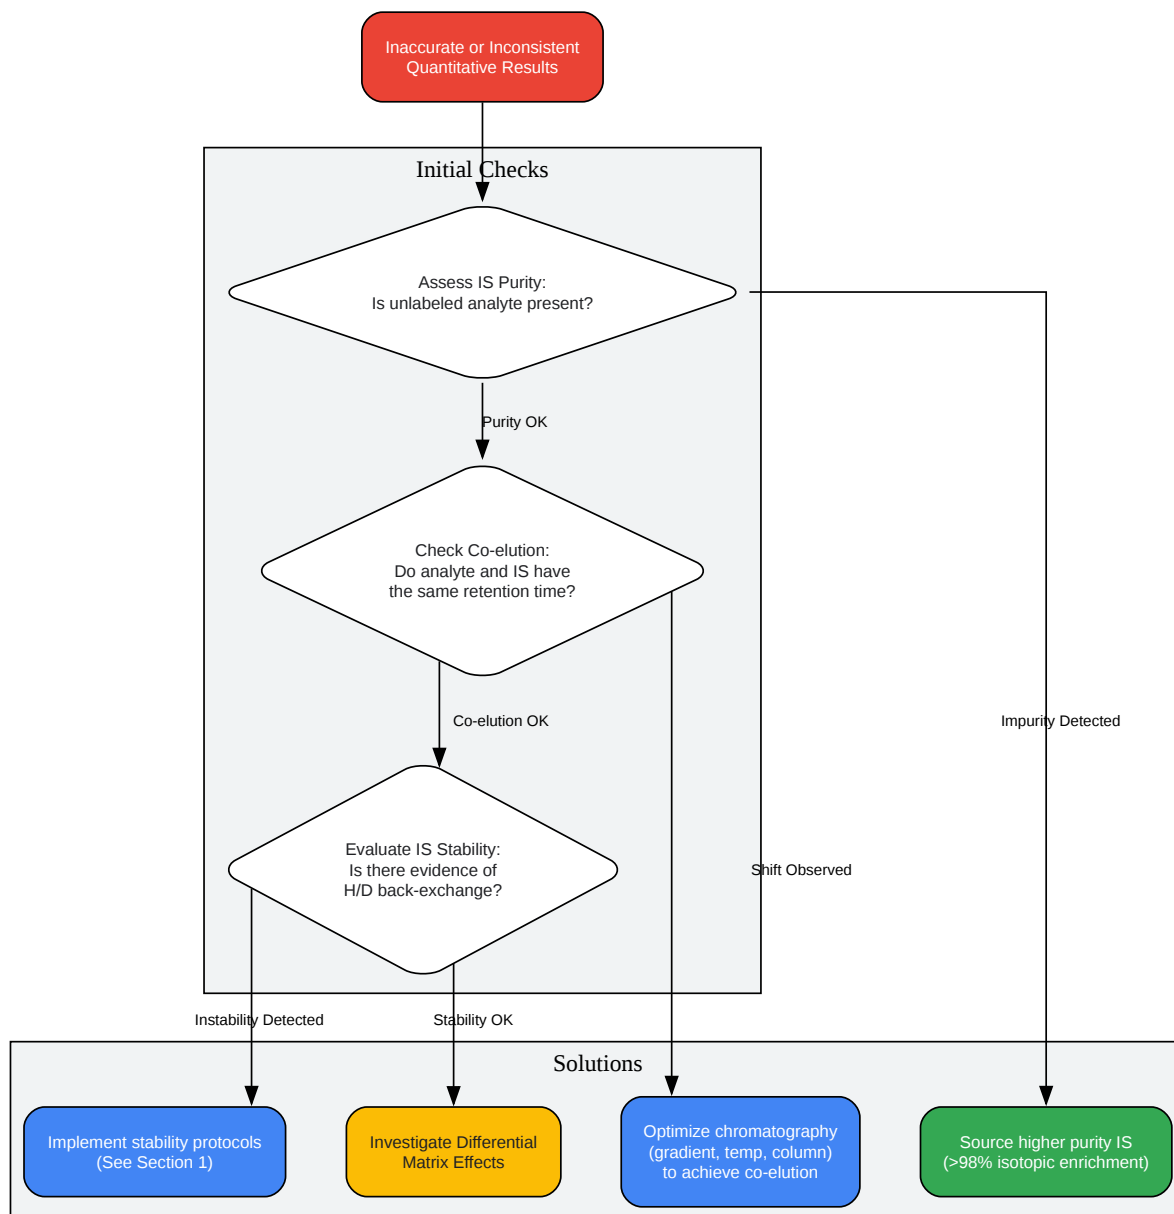 Inaccurate or Inconsistent
Quantitative Results
Initial Checks
Assess IS Purity:
Is unlabeled analyte present?
Purity OK
Check Co-elution:
Do analyte and IS have
the same retention time?
Co-elution OK
Impurity Detected
Evaluate IS Stability:
Is there evidence of
H/D back-exchange?
Shift Observed
Instability Detected
Stability OK
Solutions
Implement stability protocols
(See Section 1)
Investigate Differential
Matrix Effects
Optimize chromatography
(gradient, temp, column)
to achieve co-elution
Source higher purity IS
(>98% isotopic enrichment)